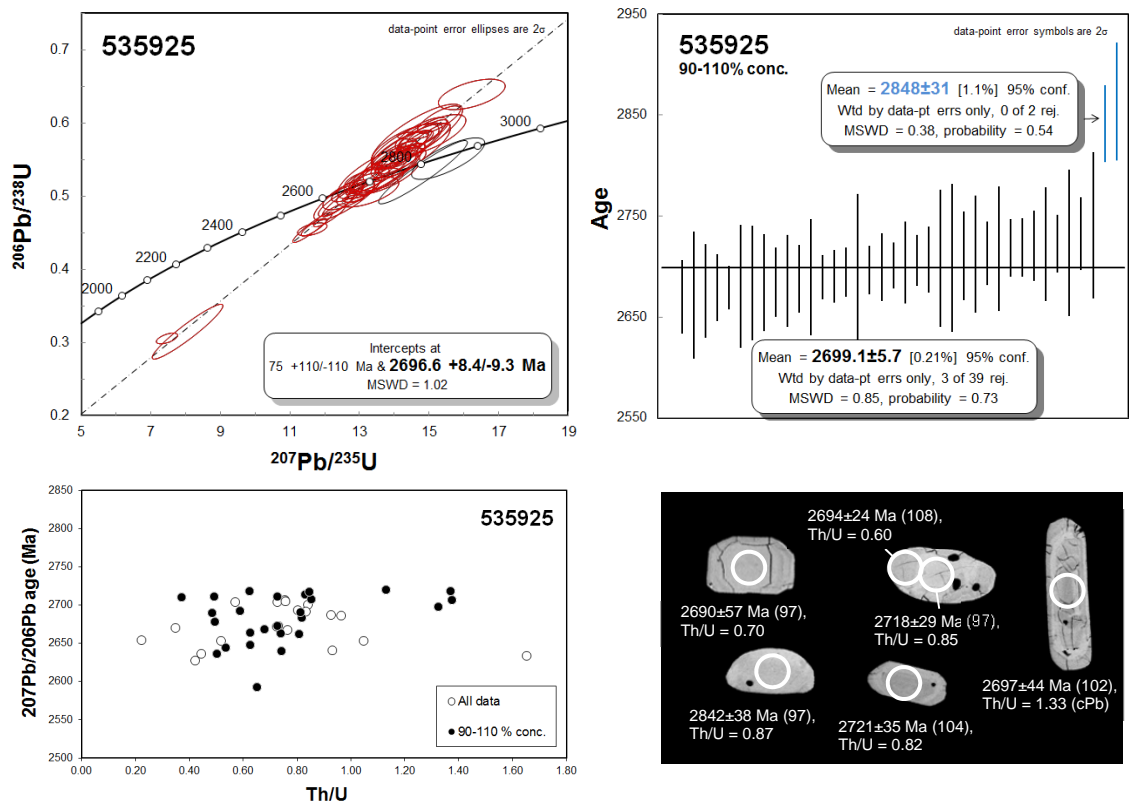 535925
data-point error ellipses are 2σ
0.7
0.6
0.5
0.4
0.3
0.2
206Pb/238U
2000
2200
2400
2600
2800
3000
Intercepts at
75 +110/-110 Ma & 2696.6 +8.4/-9.3 Ma
MSWD = 1.02
5
7
9
11
13
15
17
19
207Pb/235U
2950
2850
2750
2650
2550
Age
535925
90-110% conc.
data-point error symbols are 2σ
Mean = 2848±31 [1.1%] 95% conf.
Wtd by data-pt errs only, 0 of 2 rej.
MSWD = 0.38, probability = 0.54
Mean = 2699.1±5.7 [0.21%] 95% conf.
Wtd by data-pt errs only, 3 of 39 rej.
MSWD = 0.85, probability = 0.73
2850
2800
2750
2700
2650
2600
2550
2500
207Pb/206Pb age (Ma)
535925
All data
90-110 % conc.
0.00
0.20
0.40
0.60
0.80
1.00
1.20
1.40
1.60
1.80
Th/U
2694±24 Ma (108),
Th/U = 0.60
2690±57 Ma (97),
Th/U = 0.70
2718±29 Ma (97),
Th/U = 0.85
2697±44 Ma (102),
Th/U = 1.33 (cPb)
2842±38 Ma (97),
Th/U = 0.87
2721±35 Ma (104),
Th/U = 0.82